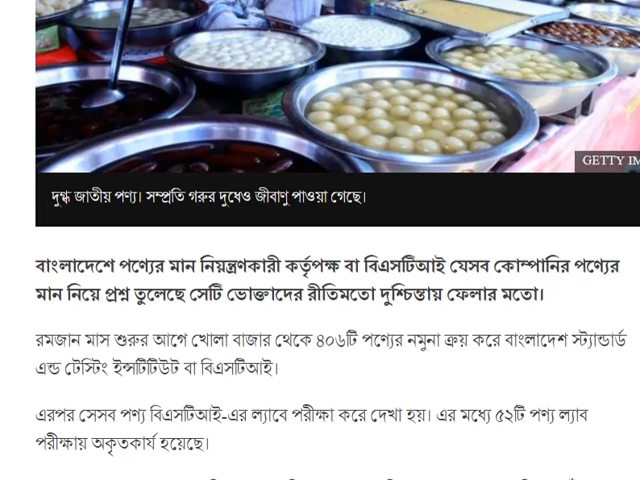 GETTY IM
দুগ্ধ জাতীয় পণ্য। সম্প্রতি গরুর দুধেও জীবাণু পাওয়া গেছে।
বাংলাদেশে পণ্যের মান নিয়ন্ত্রণকারী কর্তৃপক্ষ বা বিএসটিআই যেসব কোম্পানির পণ্যের
মান নিয়ে প্রশ্ন তুলেছে সেটি ভোক্তাদের রীতিমতো দুশ্চিন্তায় ফেলার মতো।
রমজান মাস শুরুর আগে খোলা বাজার থেকে ৪০৬টি পণ্যের নমুনা ক্রয় করে বাংলাদেশ স্ট্যান্ডার্ড
এন্ড টেস্টিং ইন্সটিটিউট বা বিএসটিআই।
এরপর সেসব পণ্য বিএসটিআই-এর ল্যাবে পরীক্ষা করে দেখা হয়। এর মধ্যে ৫২টি পণ্য ল্যাব
পরীক্ষায় অকৃতকার্য হয়েছে।